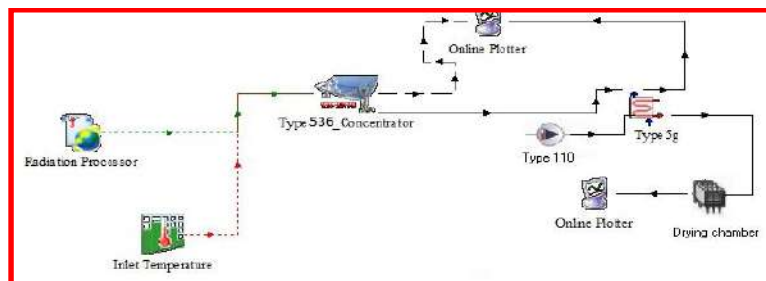 Online Plotter
Type 536_Concentrator
Type 5g
Radiation Processor
Type 110
Online Plotter
Drying chamber
Inlet Temperature